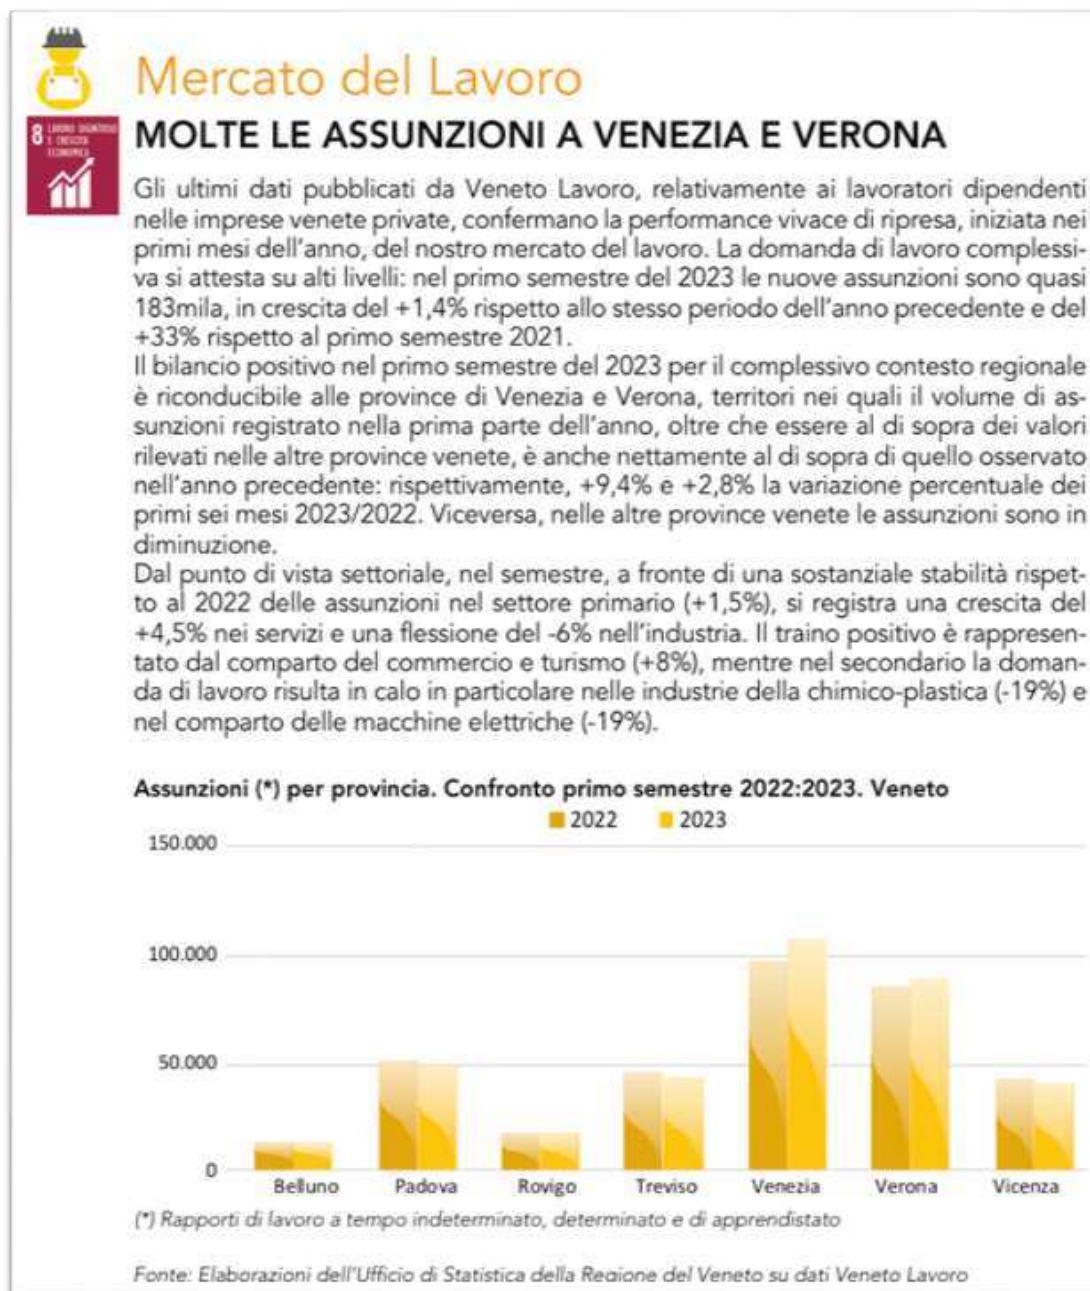 Mercato del Lavoro
8 LAVORO DIGNITOSO
E CRESCITA
ECONOMICA
MOLTE LE ASSUNZIONI A VENEZIA E VERONA
Gli ultimi dati pubblicati da Veneto Lavoro, relativamente ai lavoratori dipendenti
nelle imprese venete private, confermano la performance vivace di ripresa, iniziata nei
primi mesi dell'anno, del nostro mercato del lavoro. La domanda di lavoro complessi-
va si attesta su alti livelli: nel primo semestre del 2023 le nuove assunzioni sono quasi
183mila, in crescita del +1,4% rispetto allo stesso periodo dell'anno precedente e del
+33% rispetto al primo semestre 2021.
Il bilancio positivo nel primo semestre del 2023 per il complessivo contesto regionale
è riconducibile alle province di Venezia e Verona, territori nei quali il volume di as-
sunzioni registrato nella prima parte dell'anno, oltre che essere al di sopra dei valori
rilevati nelle altre province venete, è anche nettamente al di sopra di quello osservato
nell'anno precedente: rispettivamente, +9,4% e +2,8% la variazione percentuale dei
primi sei mesi 2023/2022. Viceversa, nelle altre province venete le assunzioni sono in
diminuzione.
Dal punto di vista settoriale, nel semestre, a fronte di una sostanziale stabilità rispet-
to al 2022 delle assunzioni nel settore primario (+1,5%), si registra una crescita del
+4,5% nei servizi e una flessione del -6% nell'industria. Il traino positivo è rappresen-
tato dal comparto del commercio e turismo (+8%), mentre nel secondario la doman-
da di lavoro risulta in calo in particolare nelle industrie della chimico-plastica (-19%) e
nel comparto delle macchine elettriche (-19%).
Assunzioni (*) per provincia. Confronto primo semestre 2022:2023. Veneto
2022 2023
150.000
100.000
50.000
0
Belluno Padova Rovigo Treviso Venezia Verona Vicenza
(*) Rapporti di lavoro a tempo indeterminato, determinato e di apprendistato
Fonte: Elaborazioni dell'Ufficio di Statistica della Regione del Veneto su dati Veneto Lavoro